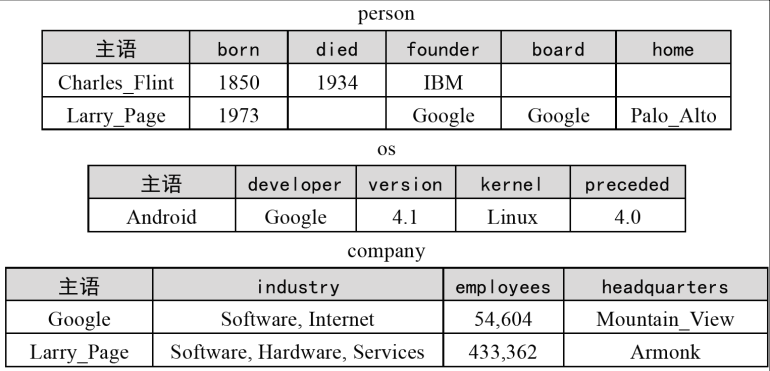 person
主语 born died founder board home
Charles_Flint 1850 1934 IBM
Larry_Page 1973 Google Google Palo_Alto
os
主语 developer version kernel preceded
Android Google 4.1 Linux 4.0
company
主语 industry employees headquarters
Google Software, Internet 54,604 Mountain_View
Larry_Page Software, Hardware, Services 433,362 Armonk